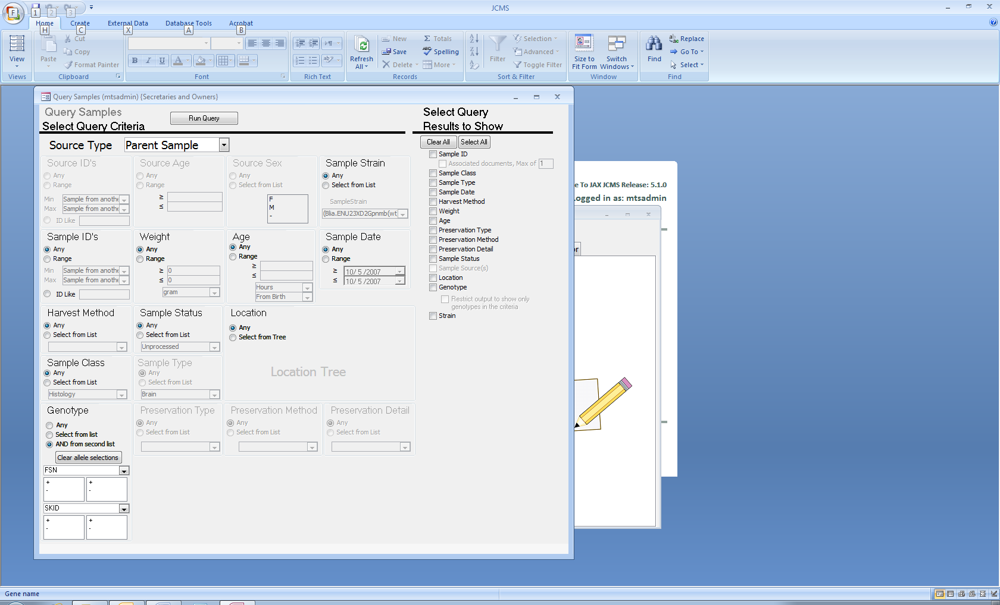 JCMS
F
1
2
3
Home
Create
External Data
Database Tools
Acrobat
H
C
X
A
B
View
Views
Paste
Cut
Copy
Format Painter
Clipboard
B I U A
Font
Rich Text
Refresh All
New
Save
Delete
Totals
Spelling
More
Records
Filter
Selection
Advanced
Toggle Filter
Sort & Filter
Size to Fit Form
Switch Windows
Window
Find
Replace
Go To
Select
Find
Query Samples (mtsadmin) {Secretaries and Owners}
Query Samples
Select Query Criteria
Run Query
Source Type
Parent Sample
Source ID's
Any
Range
Min Sample from anothe
Max Sample from anothe
ID Like
Source Age
Any
Range
≥
≤
Source Sex
Any
Select from List
F
M
-
Sample Strain
Any
Select from List
SampleStrain
(Blia.ENU23XD2Gpnmb(wt
Sample ID's
Any
Range
Min Sample from anothe
Max Sample from anothe
ID Like
Weight
Any
Range
≥ 0
≤ 0
gram
Age
Any
Range
≥
≤
Hours
From Birth
Sample Date
Any
Range
≥ 10/ 5 /2007
≤ 10/ 5 /2007
Harvest Method
Any
Select from List
Sample Status
Any
Select from List
Unprocessed
Location
Any
Select from Tree
Location Tree
Sample Class
Any
Select from List
Histology
Sample Type
Any
Select from List
Brain
Genotype
Any
Select from list
AND from second list
Clear allele selections
FSN
+ +
- -
SKID
+ +
- -
Preservation Type
Any
Select from List
Preservation Method
Any
Select from List
Preservation Detail
Any
Select from List
Select Query
Results to Show
Clear All
Select All
Sample ID
Associated documents, Max of 1
Sample Class
Sample Type
Sample Date
Harvest Method
Weight
Age
Preservation Type
Preservation Method
Preservation Detail
Sample Status
Sample Source(s)
Location
Genotype
Restrict output to show only
genotypes in the criteria
Strain
e To JAX JCMS Release: 5.1.0
Logged in as: mtsadmin
or
Gene name